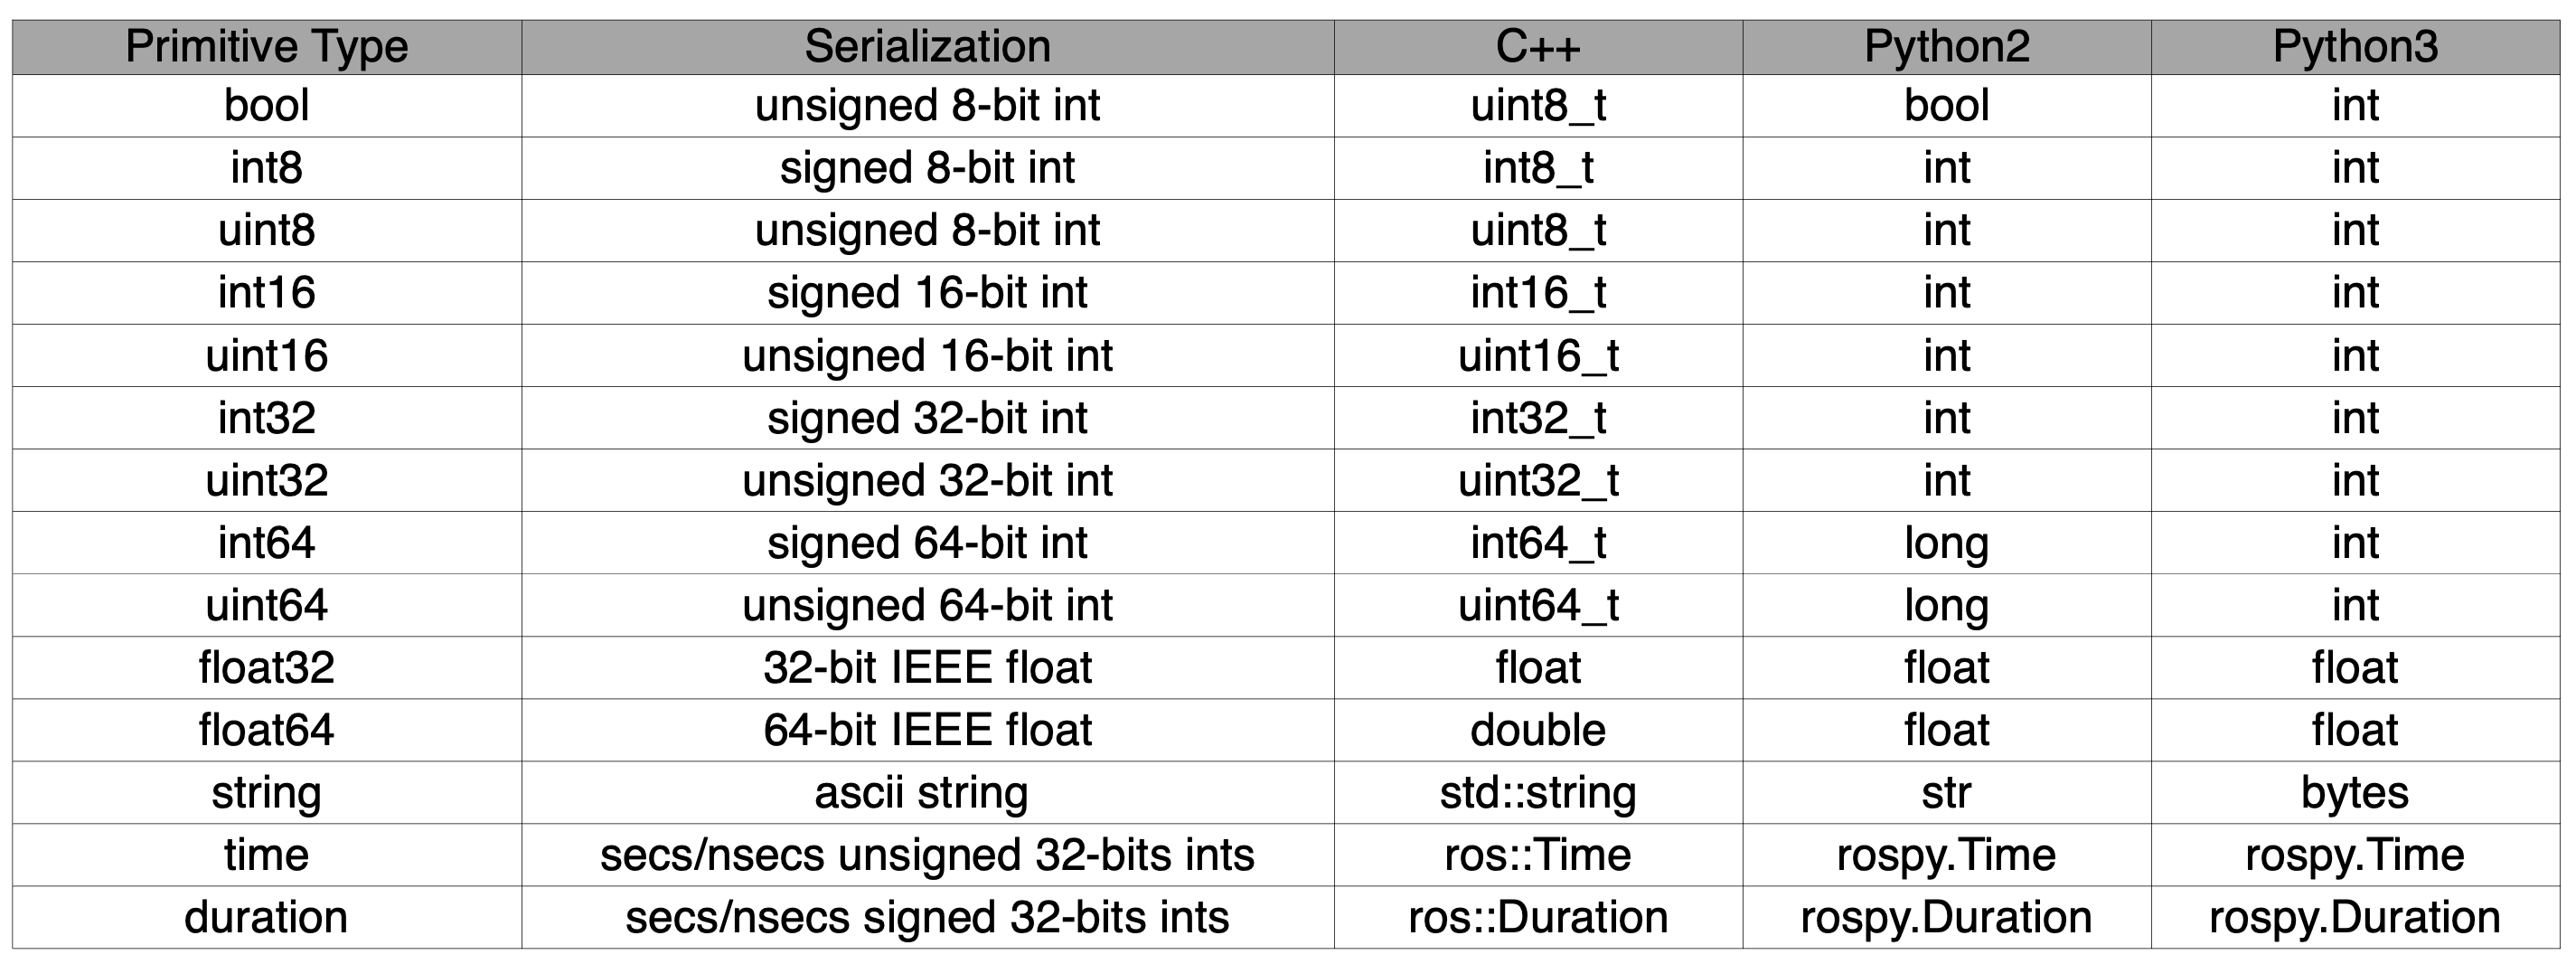 Primitive Type Serialization C++ Python2 Python3
bool unsigned 8-bit int uint8_t bool int
int8 signed 8-bit int int8_t int int
uint8 unsigned 8-bit int uint8_t int int
int16 signed 16-bit int int16_t int int
uint16 unsigned 16-bit int uint16_t int int
int32 signed 32-bit int int32_t int int
uint32 unsigned 32-bit int uint32_t int int
int64 signed 64-bit int int64_t long int
uint64 unsigned 64-bit int uint64_t long int
float32 32-bit IEEE float float float float
float64 64-bit IEEE float double float float
string ascii string std::string str bytes
time secs/nsecs unsigned 32-bits ints ros::Time rospy.Time rospy.Time
duration secs/nsecs signed 32-bits ints ros::Duration rospy.Duration rospy.Duration